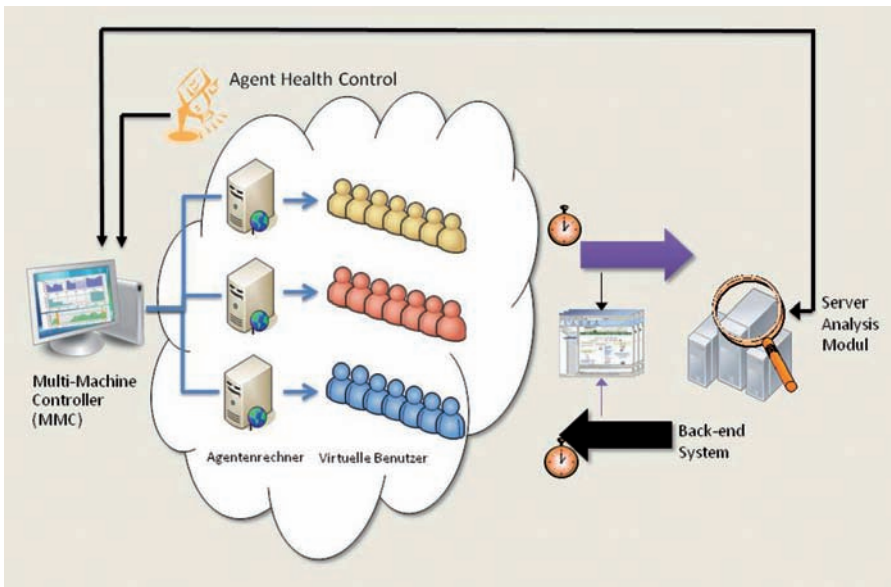 Agent Health Control
Multi-Machine
Controller
(MMC)
Agentenrechner
Virtuelle Benutzer
Server
Analysis
Modul
Back-end
System